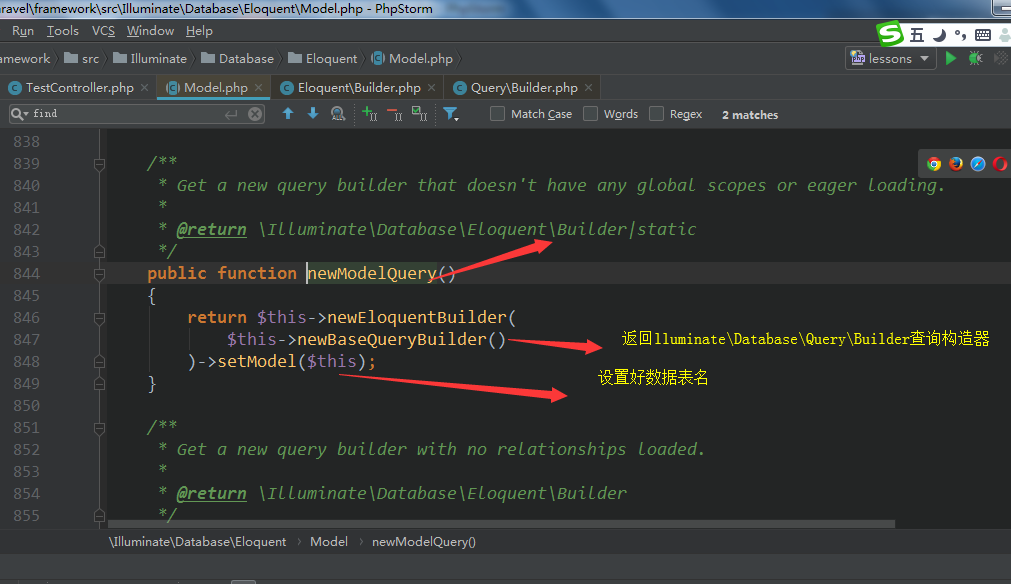 ravel\framework\src\Illuminate\Database\Eloquent\Model.php - PhpStorm
Run Tools VCS Window Help
五
amework src Illuminate Database Eloquent Model.php
lessons
TestController.php Model.php Eloquent\Builder.php Query\Builder.php
find Match Case Words Regex 2 matches
838
839 /**
840 * Get a new query builder that doesn't have any global scopes or eager loading.
841 *
842 * @return \Illuminate\Database\Eloquent\Builder|static
843 */
844 public function newModelQuery()
845 {
846 return $this->newEloquentBuilder(
847 $this->newBaseQueryBuilder() 返回lluminate\Database\Query\Builder查询构造器
848 )->setModel($this); 设置好数据表名
849 }
850
851 /**
852 * Get a new query builder with no relationships loaded.
853 *
854 * @return \Illuminate\Database\Eloquent\Builder
855 */
\Illuminate\Database\Eloquent › Model › newModelQuery()